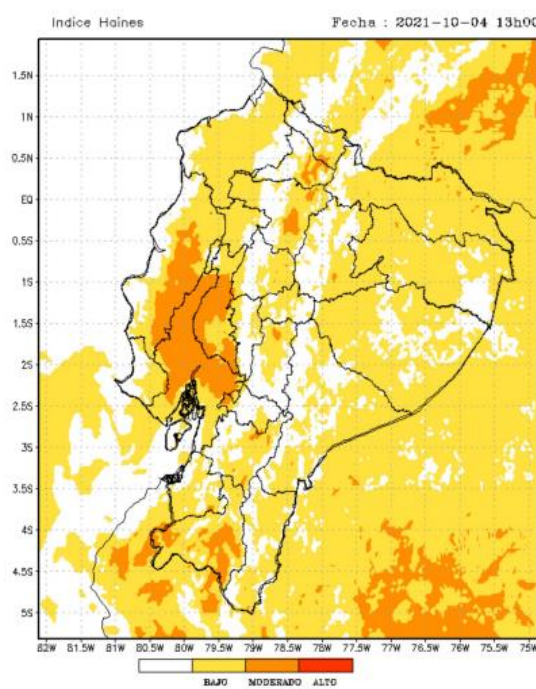 Indice Haines
Fecha : 2021-10-04 13h00
1.5N
1N
0.5N
EQ
0.5S
1S
1.5S
2S
2.5S
3S
3.5S
4S
4.5S
5S
82W 81.5W 81W 80.5W 80W 79.5W 79W 78.5W 78W 77.5W 77W 76.5W 76W 75.5W 75W
BAJO MODERADO ALTO